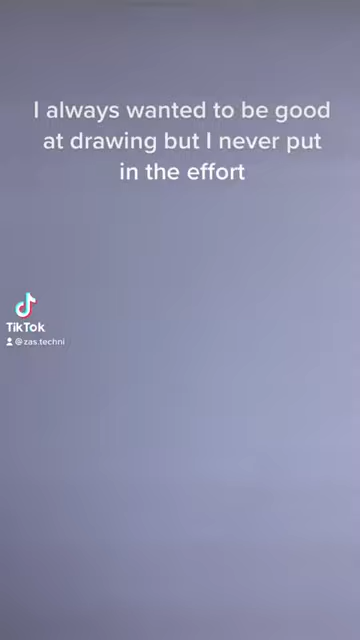 I always wanted to be good
at drawing but I never put
in the effort
TikTok
@zas.techni